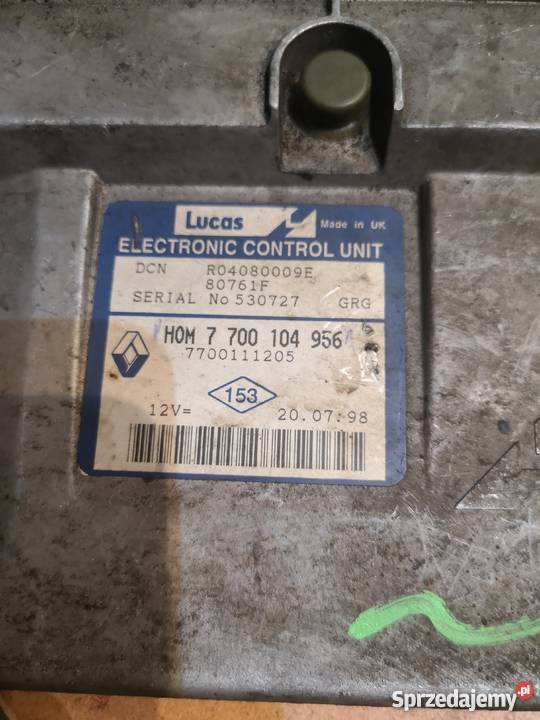 Lucas Made in UK
ELECTRONIC CONTROL UNIT
DCN R04080009E
80761F
SERIAL No 530727 GRG
HOM 7 700 104 956
7700111205
153
12V= 20.07.98
Sprzedajemy.pl